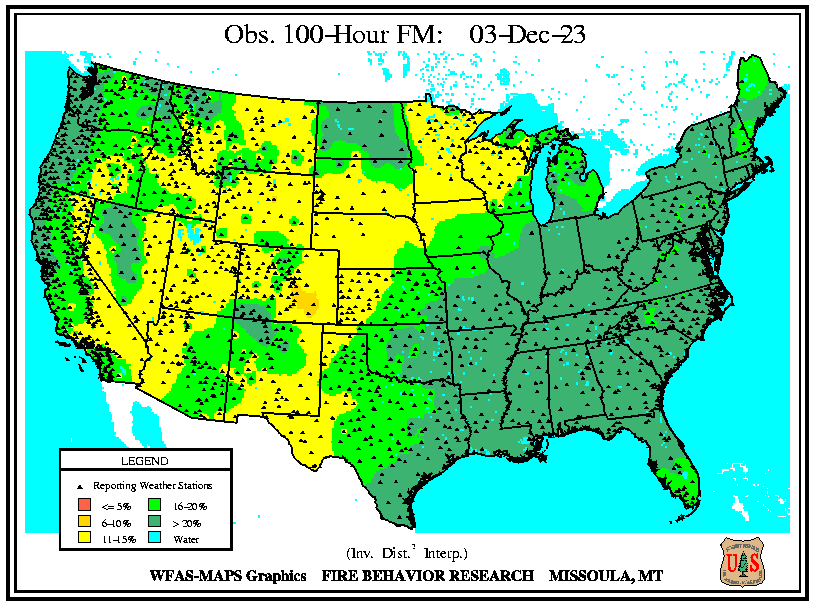 Obs. 100-Hour FM: 03-Dec-23
LEGEND
Reporting Weather Stations
<= 5% 16-20%
6-10% > 20%
11-15% Water
(Inv. Dist.² Interp.)
WFAS-MAPS Graphics FIRE BEHAVIOR RESEARCH MISSOULA, MT
U S